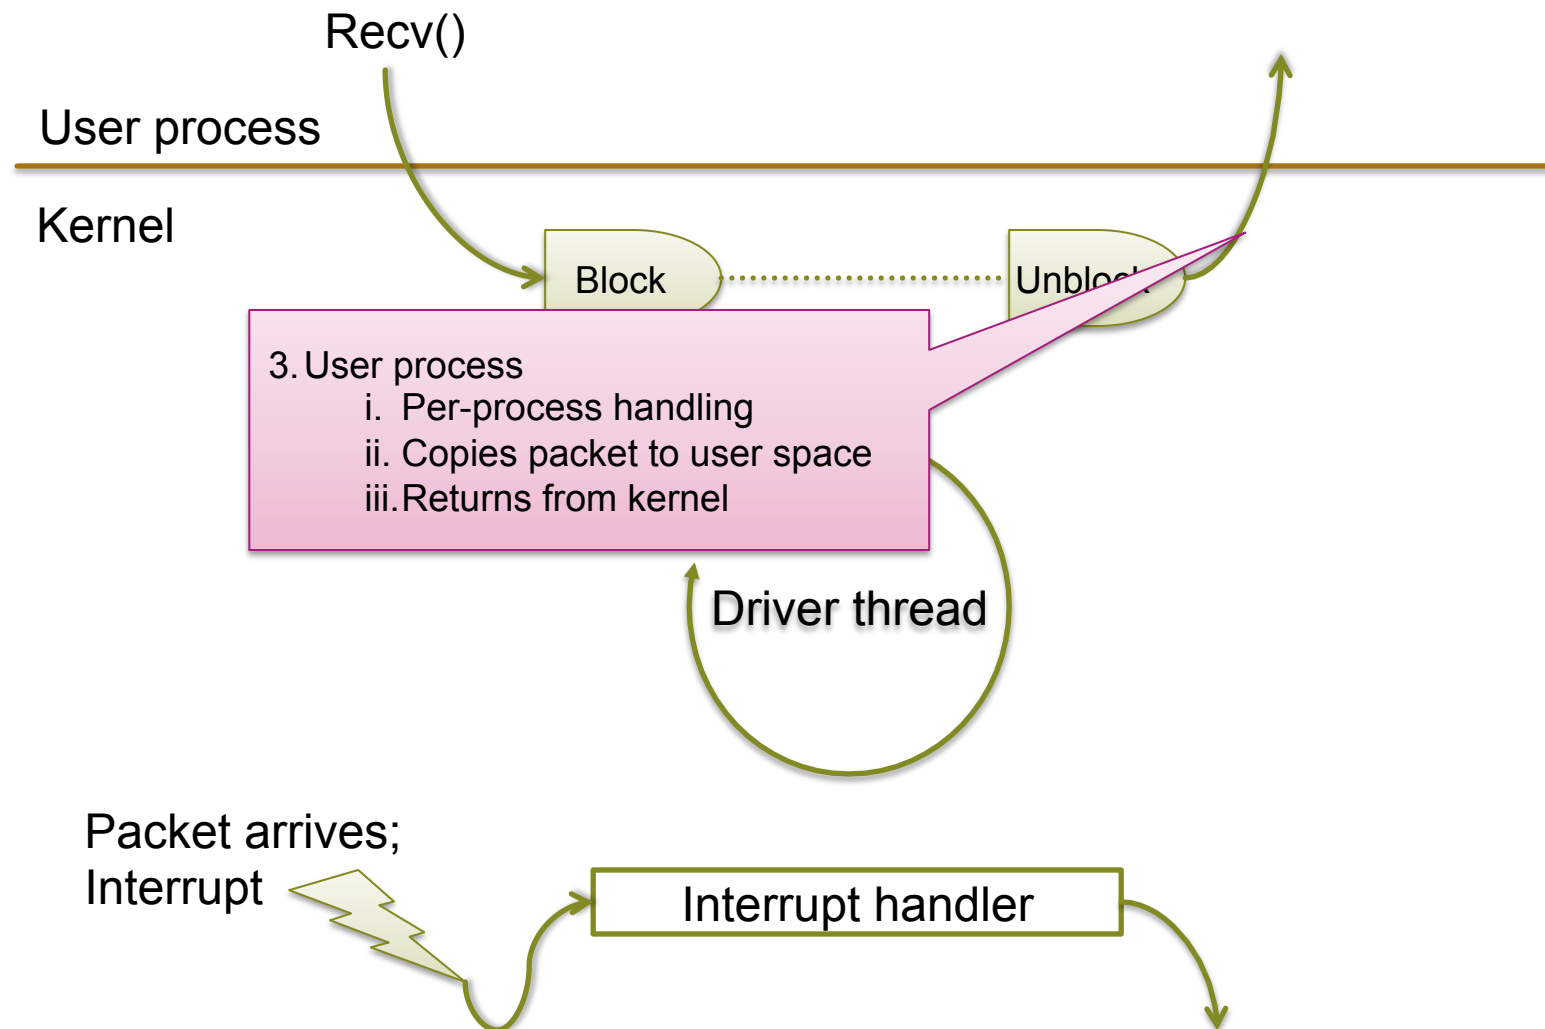 Recv()
User process
Kernel
Block
Unblock
3. User process
i. Per-process handling
ii. Copies packet to user space
iii. Returns from kernel
Driver thread
Packet arrives;
Interrupt
Interrupt handler